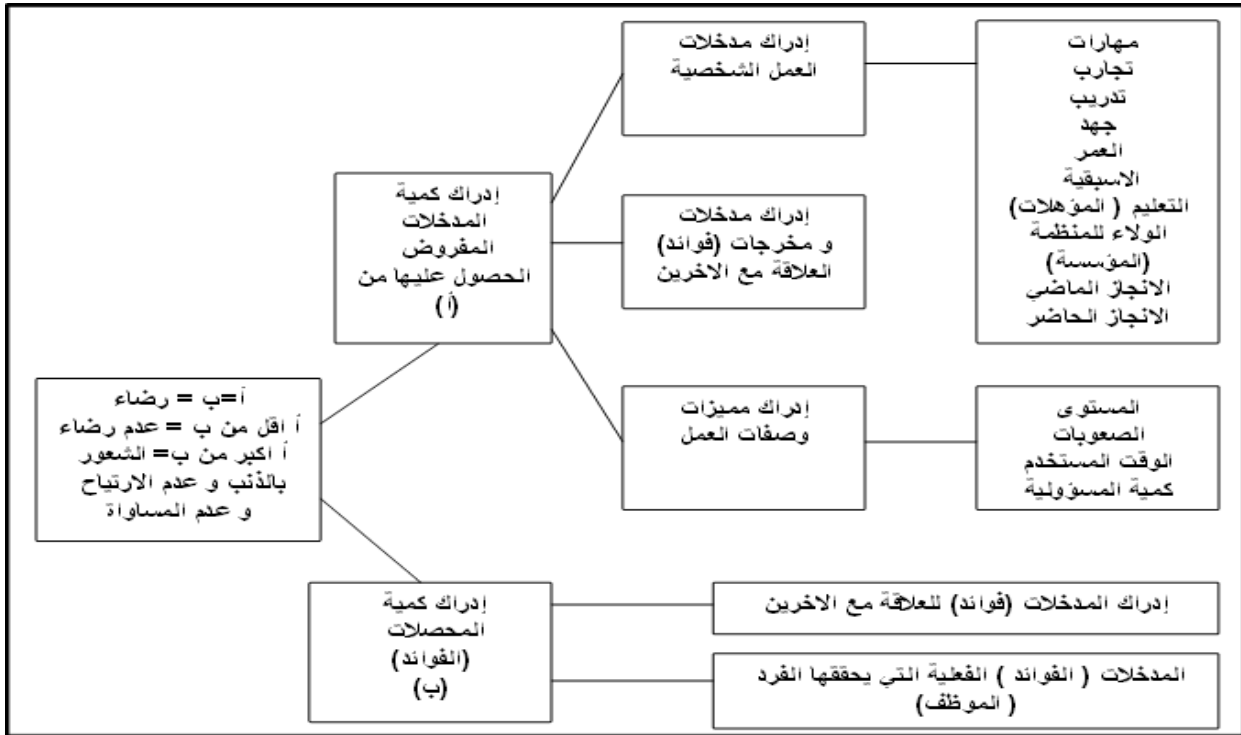 إدراك مدخلات
العمل الشخصية
مهارات
تجارب
تدريب
جهد
العمر
الاسبقية
التعليم ( المؤهلات)
الولاء للمنظمة
(المؤسسة)
الانجاز الماضي
الانجاز الحاضر
إدراك كمية
المدخلات
المفروض
الحصول عليها من
(أ)
إدراك مدخلات
و مخرجات (فوائد)
العلاقة مع الاخرين
إدراك مميزات
وصفات العمل
المستوى
الصعوبات
الوقت المستخدم
كمية المسؤولية
أ=ب = رضاء
أ اقل من ب = عدم رضاء
أ اكبر من ب= الشعور
بالذنب و عدم الارتياح
و عدم المساواة
إدراك كمية
المحصلات
(الفوائد)
(ب)
إدراك المدخلات (فوائد) للعلاقة مع الاخرين
المدخلات ( الفوائد ) الفعلية التي يحققها الفرد
( الموظف)